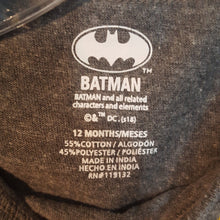 ™
BATMAN
BATMAN and all related
characters and elements
©&™ DC. (s18)
12 MONTHS/MESES
55%COTTON / ALGODÓN
45%POLYESTER / POLIÉSTER
MADE IN INDIA
HECHO EN INDIA
RN#119132